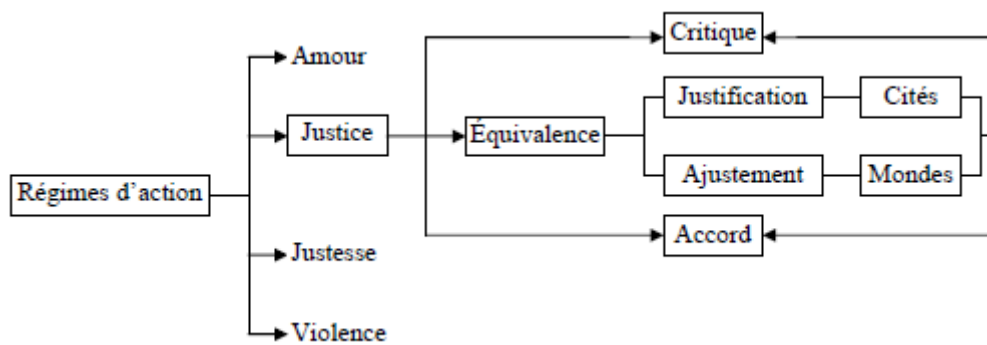 Critique
Amour
Justification
Cités
Justice
Équivalence
Ajustement
Mondes
Régimes d'action
Accord
Justesse
Violence